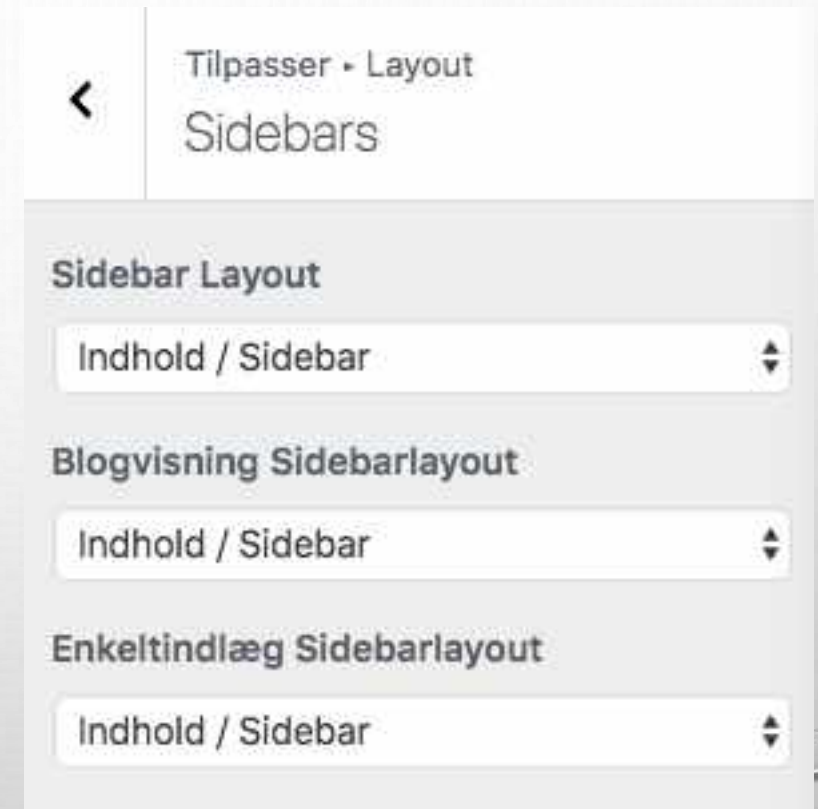 Tilpasser ▸ Layout
Sidebars
Sidebar Layout
Indhold / Sidebar
Blogvisning Sidebarlayout
Indhold / Sidebar
Enkeltindlæg Sidebarlayout
Indhold / Sidebar